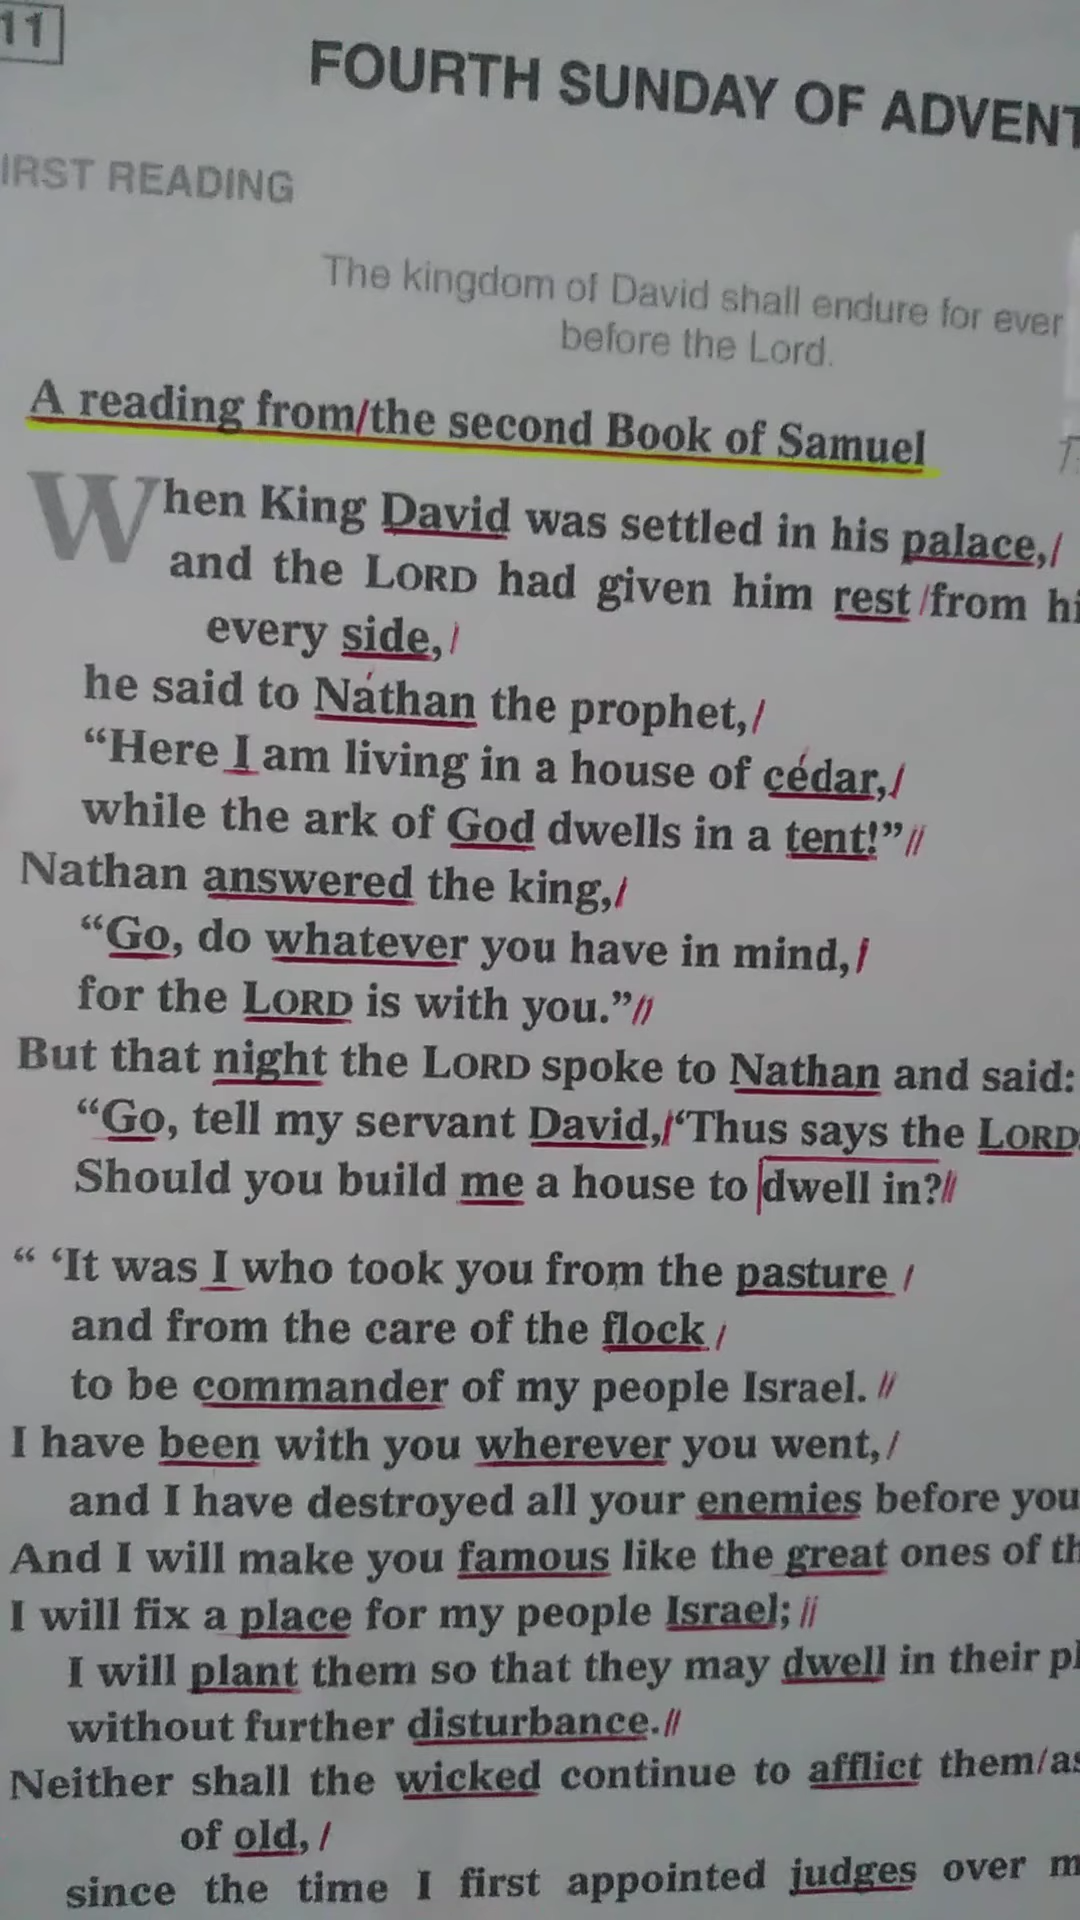 11
FOURTH SUNDAY OF ADVENT
IRST READING
The kingdom of David shall endure for ever
before the Lord.
A reading from/the second Book of Samuel
When King David was settled in his palace,/
and the LORD had given him rest /from hi
every side,/
he said to Nathan the prophet,/
“Here I am living in a house of cedar,/
while the ark of God dwells in a tent!”//
Nathan answered the king,/
“Go, do whatever you have in mind,/
for the LORD is with you.”//
But that night the LORD spoke to Nathan and said:
“Go, tell my servant David,/‘Thus says the LORD
Should you build me a house to dwell in?//
“ ‘It was I who took you from the pasture /
and from the care of the flock /
to be commander of my people Israel. //
I have been with you wherever you went,/
and I have destroyed all your enemies before you
And I will make you famous like the great ones of th
I will fix a place for my people Israel; //
I will plant them so that they may dwell in their pl
without further disturbance.//
Neither shall the wicked continue to afflict them/as
of old, /
since the time I first appointed judges over m